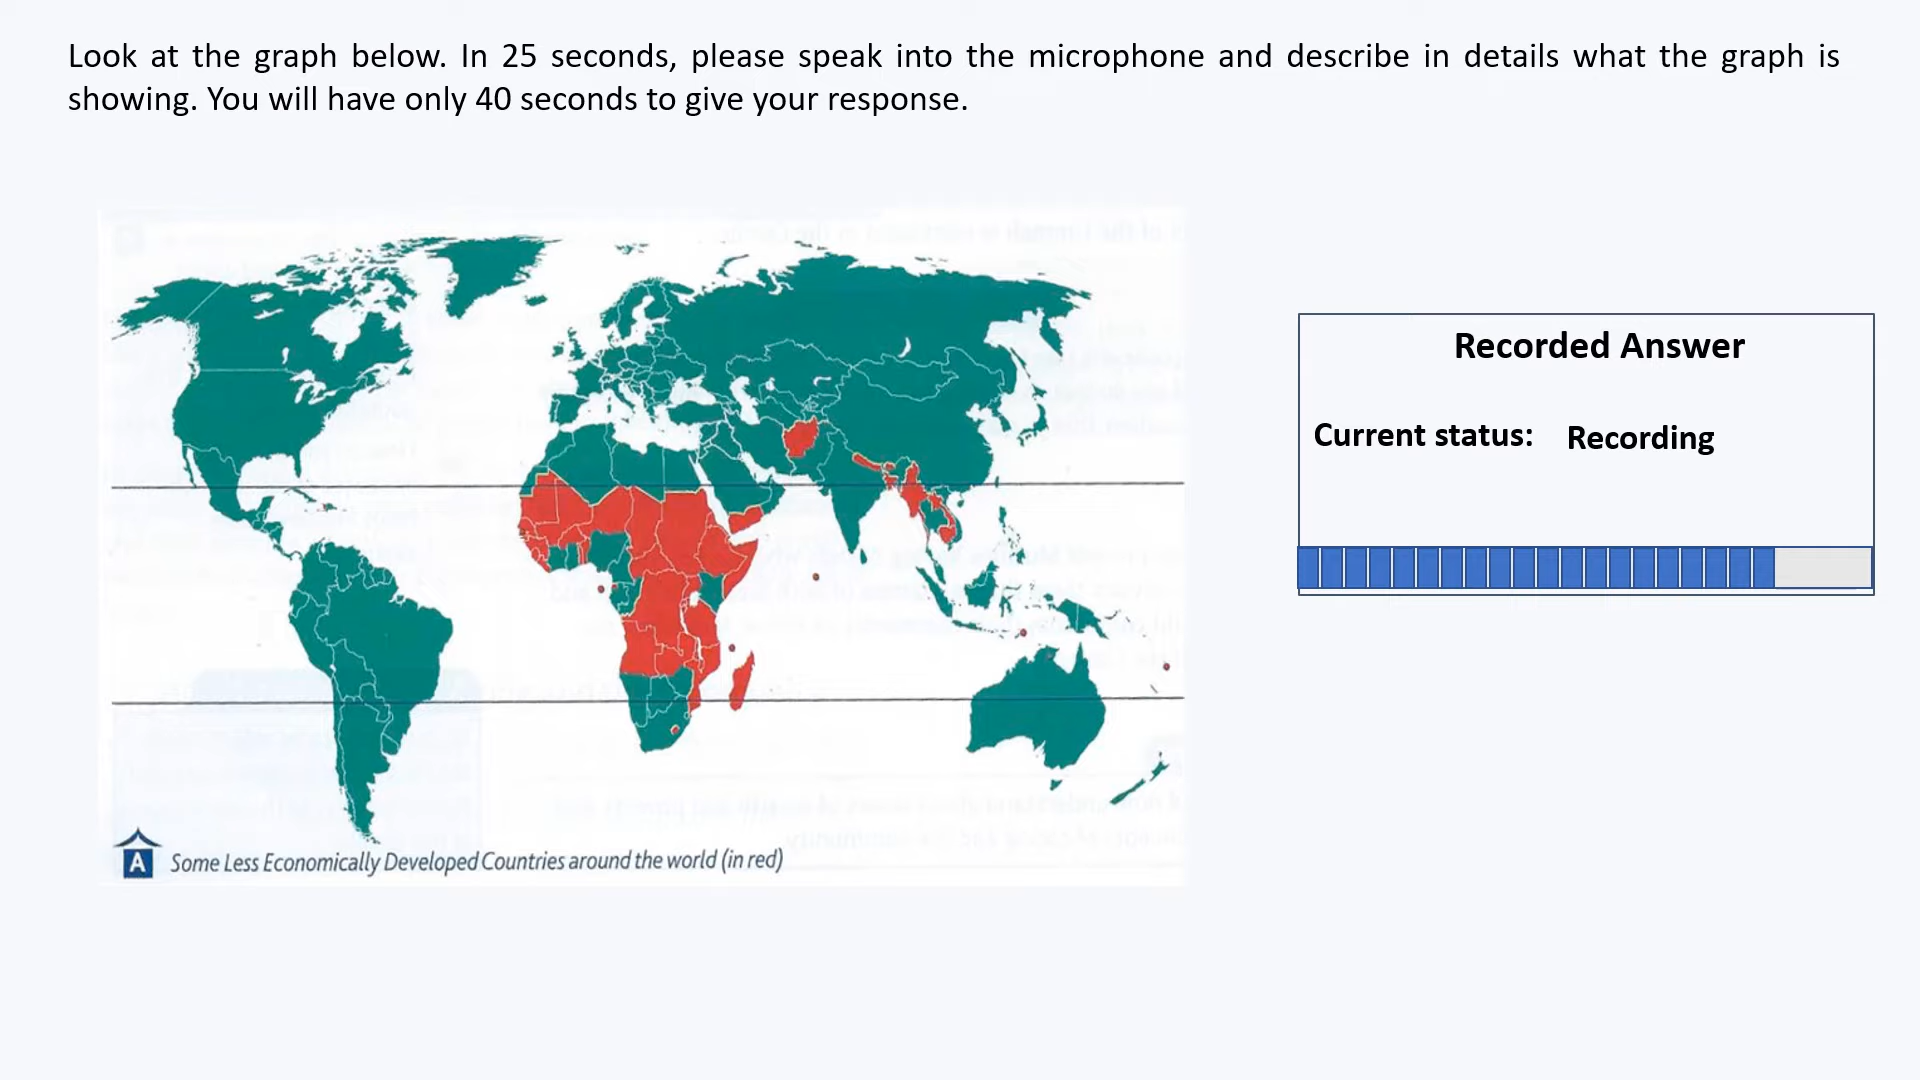 Look at the graph below. In 25 seconds, please speak into the microphone and describe in details what the graph is
showing. You will have only 40 seconds to give your response.
Recorded Answer
Current status: Recording
A Some Less Economically Developed Countries around the world (in red)